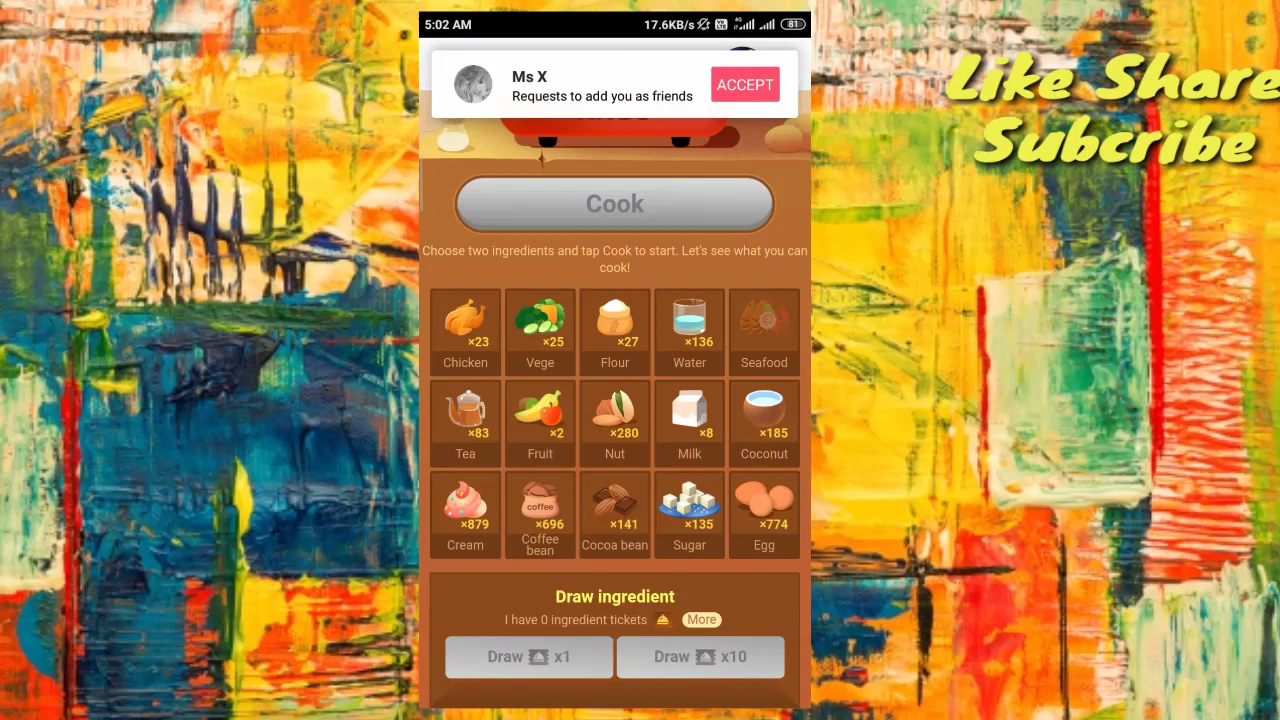 5:02 AM 17.6KB/s 4G 81
Like Share
Subcribe
Ms X
Requests to add you as friends
ACCEPT
Cook
Choose two ingredients and tap Cook to start. Let's see what you can
cook!
×23 ×25 ×27 ×136
Chicken Vege Flour Water Seafood
×83 ×2 ×280 ×8 ×185
Tea Fruit Nut Milk Coconut
coffee
×879 ×696 ×141 ×135 ×774
Cream Coffee bean Cocoa bean Sugar Egg
Draw ingredient
I have 0 ingredient tickets More
Draw x1 Draw x10